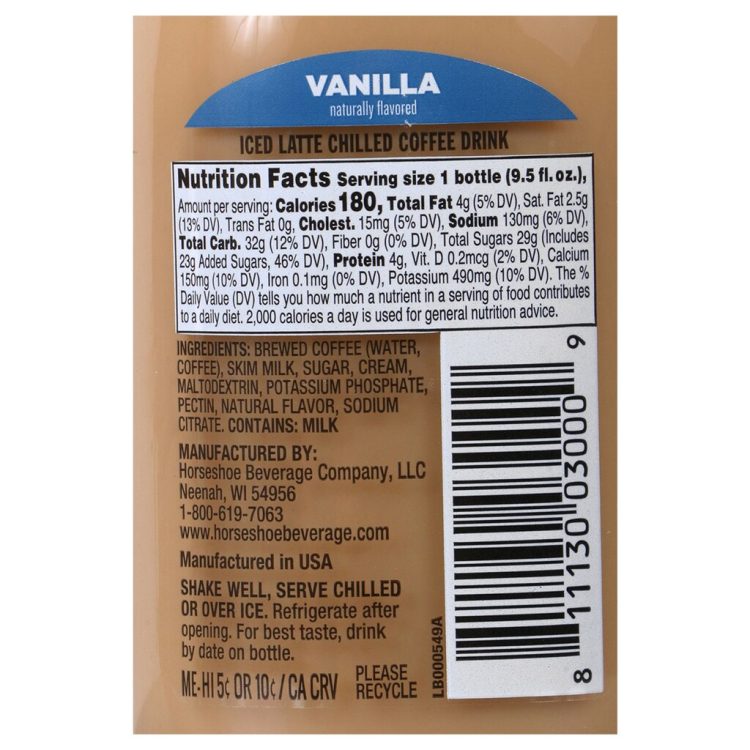 VANILLA
naturally flavored
ICED LATTE CHILLED COFFEE DRINK
Nutrition Facts Serving size 1 bottle (9.5 fl. oz.),
Amount per serving: Calories 180, Total Fat 4g (5% DV), Sat. Fat 2.5g
(13% DV), Trans Fat 0g, Cholest. 15mg (5% DV), Sodium 130mg (6% DV),
Total Carb. 32g (12% DV), Fiber 0g (0% DV), Total Sugars 29g (Includes
23g Added Sugars, 46% DV), Protein 4g, Vit. D 0.2mcg (2% DV), Calcium
150mg (10% DV), Iron 0.1mg (0% DV), Potassium 490mg (10% DV). The %
Daily Value (DV) tells you how much a nutrient in a serving of food contributes
to a daily diet. 2,000 calories a day is used for general nutrition advice.
INGREDIENTS: BREWED COFFEE (WATER,
COFFEE), SKIM MILK, SUGAR, CREAM,
MALTODEXTRIN, POTASSIUM PHOSPHATE,
PECTIN, NATURAL FLAVOR, SODIUM
CITRATE. CONTAINS: MILK
MANUFACTURED BY:
Horseshoe Beverage Company, LLC
Neenah, WI 54956
1-800-619-7063
www.horseshoebeverage.com
Manufactured in USA
SHAKE WELL, SERVE CHILLED
OR OVER ICE. Refrigerate after
opening. For best taste, drink
by date on bottle.
ME-HI 5¢ OR 10¢/CA CRV
PLEASE
RECYCLE
LB000549A
8 11130 03000 9